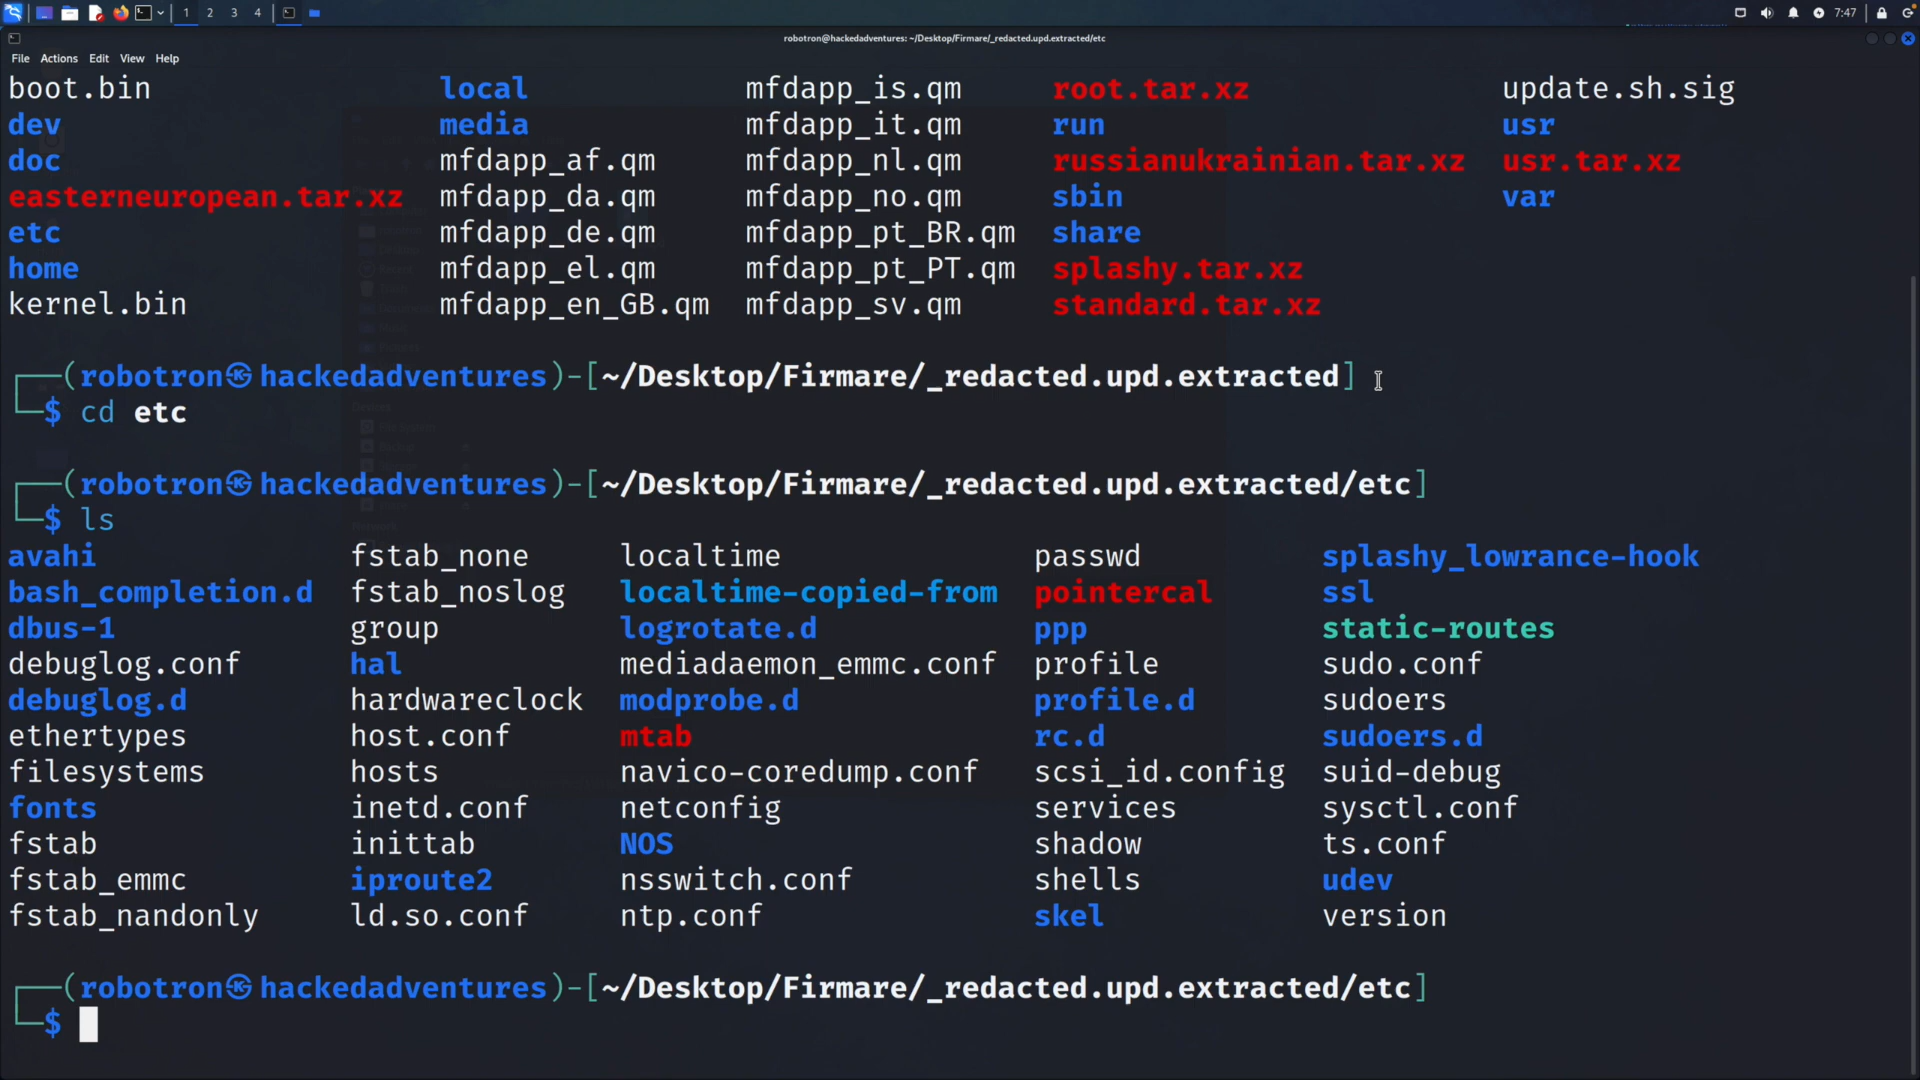 1 2 3 4 7:47
robotron@hackedadventures: ~/Desktop/Firmare/_redacted.upd.extracted/etc
File Actions Edit View Help
boot.bin local mfdapp_is.qm root.tar.xz update.sh.sig
dev media mfdapp_it.qm run usr
doc mfdapp_af.qm mfdapp_nl.qm russianukrainian.tar.xz usr.tar.xz
easterneuropean.tar.xz mfdapp_da.qm mfdapp_no.qm sbin var
etc mfdapp_de.qm mfdapp_pt_BR.qm share
home mfdapp_el.qm mfdapp_pt_PT.qm splashy.tar.xz
kernel.bin mfdapp_en_GB.qm mfdapp_sv.qm standard.tar.xz
┌──(robotron㉿hackedadventures)-[~/Desktop/Firmare/_redacted.upd.extracted]
└─$ cd etc
┌──(robotron㉿hackedadventures)-[~/Desktop/Firmare/_redacted.upd.extracted/etc]
└─$ ls
avahi fstab_none localtime passwd splashy_lowrance-hook
bash_completion.d fstab_noslog localtime-copied-from pointercal ssl
dbus-1 group logrotate.d ppp static-routes
debuglog.conf hal mediadaemon_emmc.conf profile sudo.conf
debuglog.d hardwareclock modprobe.d profile.d sudoers
ethertypes host.conf mtab rc.d sudoers.d
filesystems hosts navico-coredump.conf scsi_id.config suid-debug
fonts inetd.conf netconfig services sysctl.conf
fstab inittab NOS shadow ts.conf
fstab_emmc iproute2 nsswitch.conf shells udev
fstab_nandonly ld.so.conf ntp.conf skel version
┌──(robotron㉿hackedadventures)-[~/Desktop/Firmare/_redacted.upd.extracted/etc]
└─$